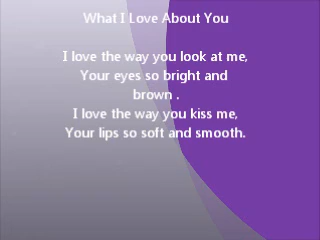 What I Love About You
I love the way you look at me,
Your eyes so bright and
brown .
I love the way you kiss me,
Your lips so soft and smooth.